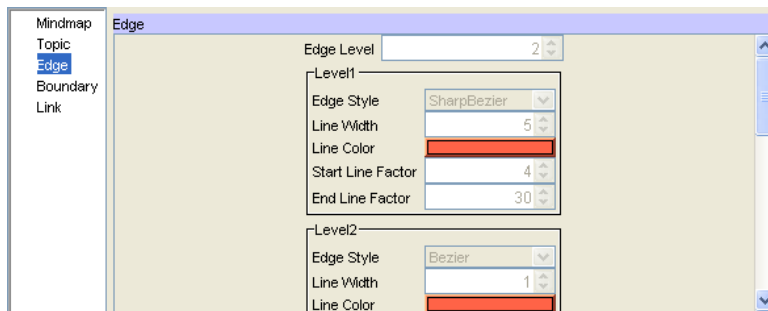 Mindmap
Topic
Edge
Boundary
Link
Edge
Edge Level 2
Level1
Edge Style SharpBezier
Line Width 5
Line Color
Start Line Factor 4
End Line Factor 30
Level2
Edge Style Bezier
Line Width 1
Line Color